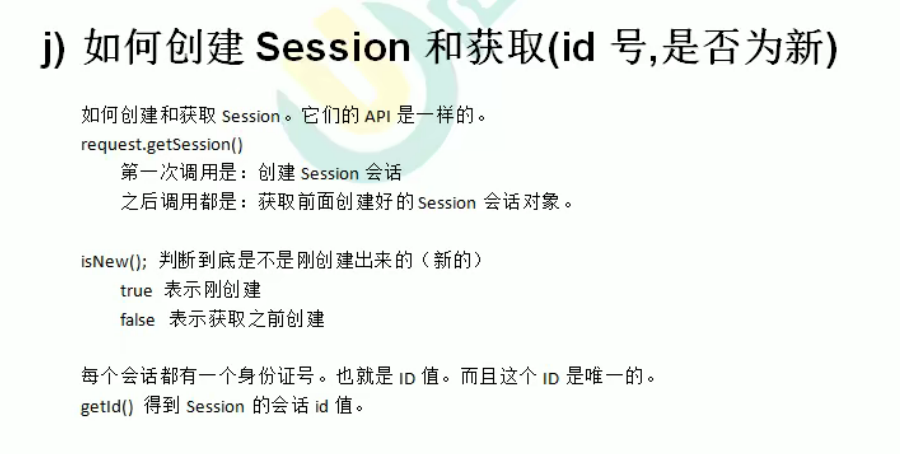 j) 如何创建 Session 和获取(id 号,是否为新)
如何创建和获取 Session。它们的 API 是一样的。
request.getSession()
第一次调用是：创建 Session 会话
之后调用都是：获取前面创建好的 Session 会话对象。
isNew(); 判断到底是不是刚创建出来的（新的）
true 表示刚创建
false 表示获取之前创建
每个会话都有一个身份证号。也就是 ID 值。而且这个 ID 是唯一的。
getId() 得到 Session 的会话 id 值。